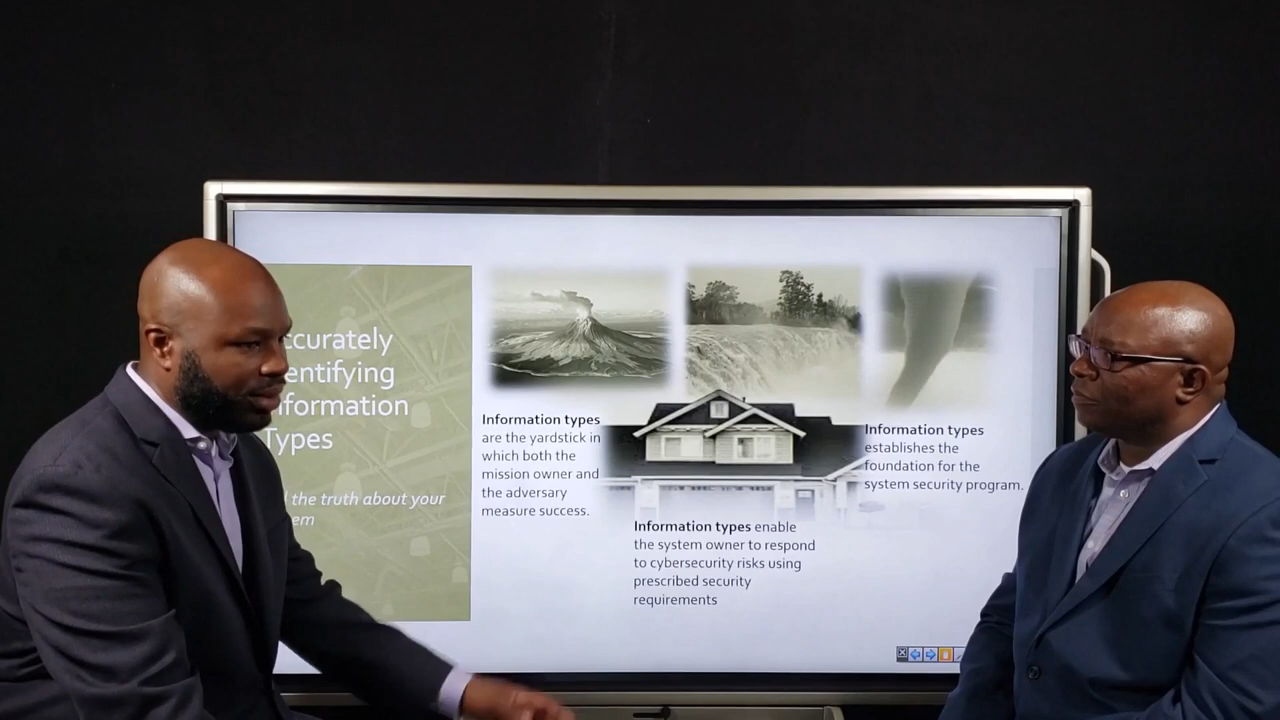 ccurately
entifying
nformation
Types
the truth about your
em
Information types
are the yardstick in
which both the
mission owner and
the adversary
measure success.
Information types enable
the system owner to respond
to cybersecurity risks using
prescribed security
requirements
Information types
establishes the
foundation for the
system security program.